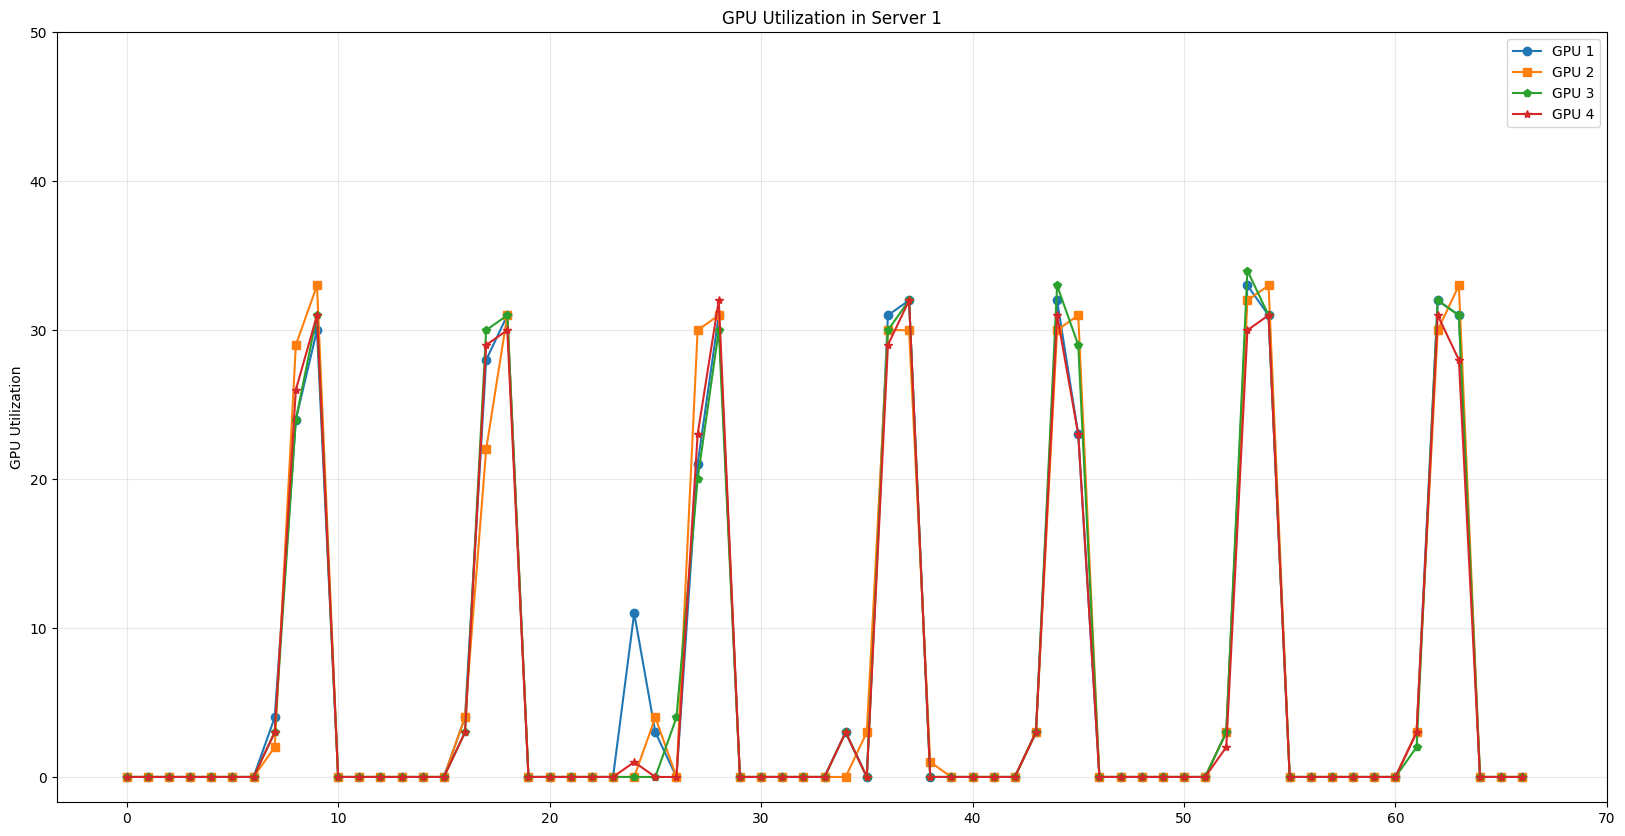 GPU Utilization in Server 1
50
40
30
20
10
0
GPU Utilization
GPU 1
GPU 2
GPU 3
GPU 4
0 10 20 30 40 50 60 70